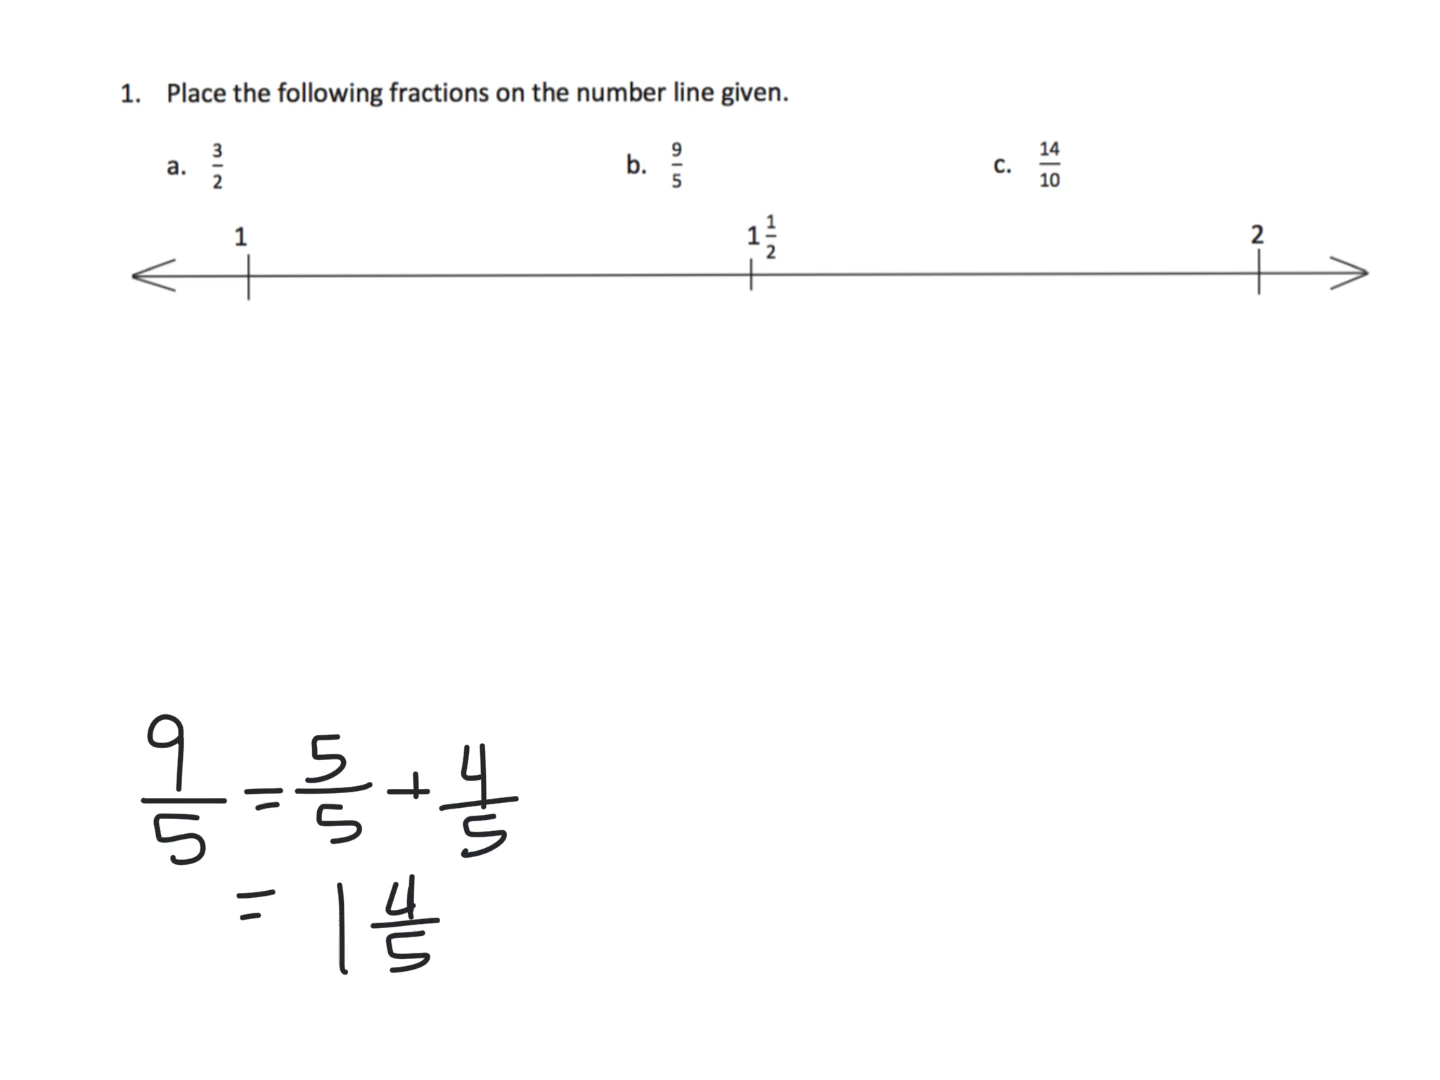 1. Place the following fractions on the number line given.
a. 3/2 b. 9/5 c. 14/10
1 1 1/2 2
9/5 = 5/5 + 4/5
= 1 4/5